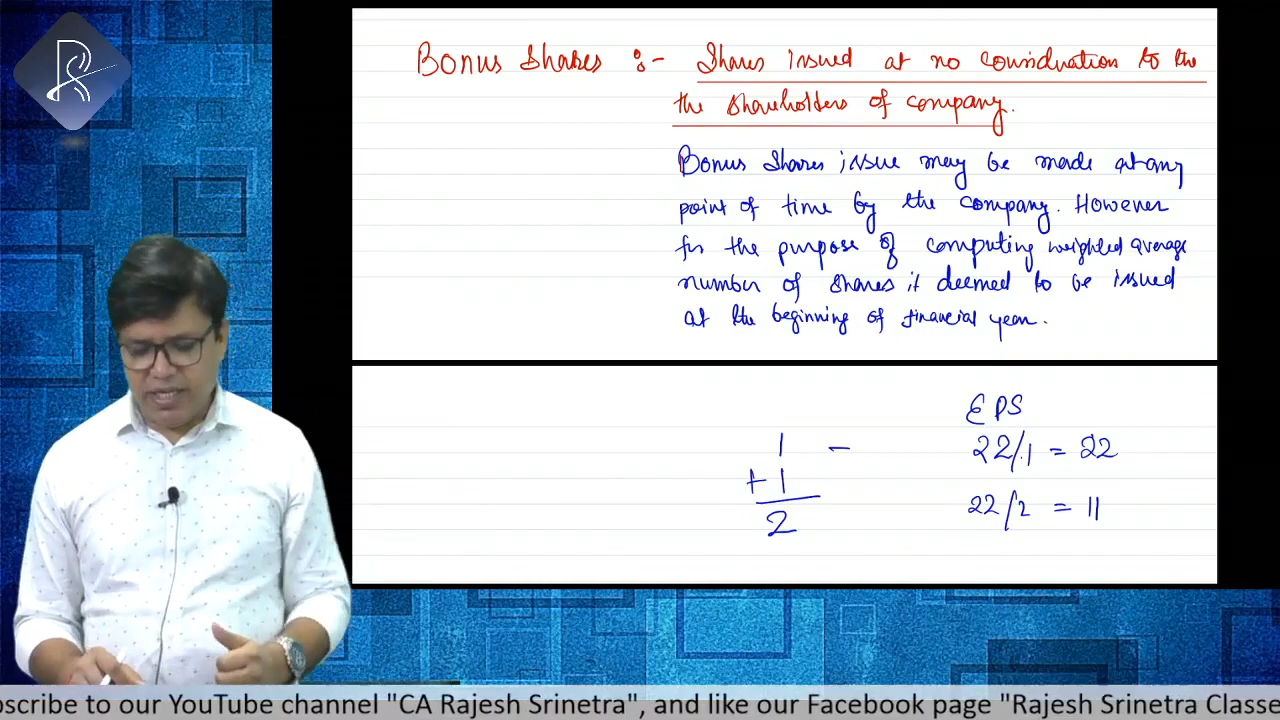 Bonus Shares :- Shares issued at no consideration to the
the shareholders of company.
Bonus Shares issue may be made at any
point of time by the company. However
for the purpose of computing weighted average
number of shares it deemed to be issued
at the beginning of financial year.
EPS
1 - 22/1 = 22
+ 1
2
22/2 = 11
scribe to our YouTube channel "CA Rajesh Srinetra", and like our Facebook page "Rajesh Srinetra Classe